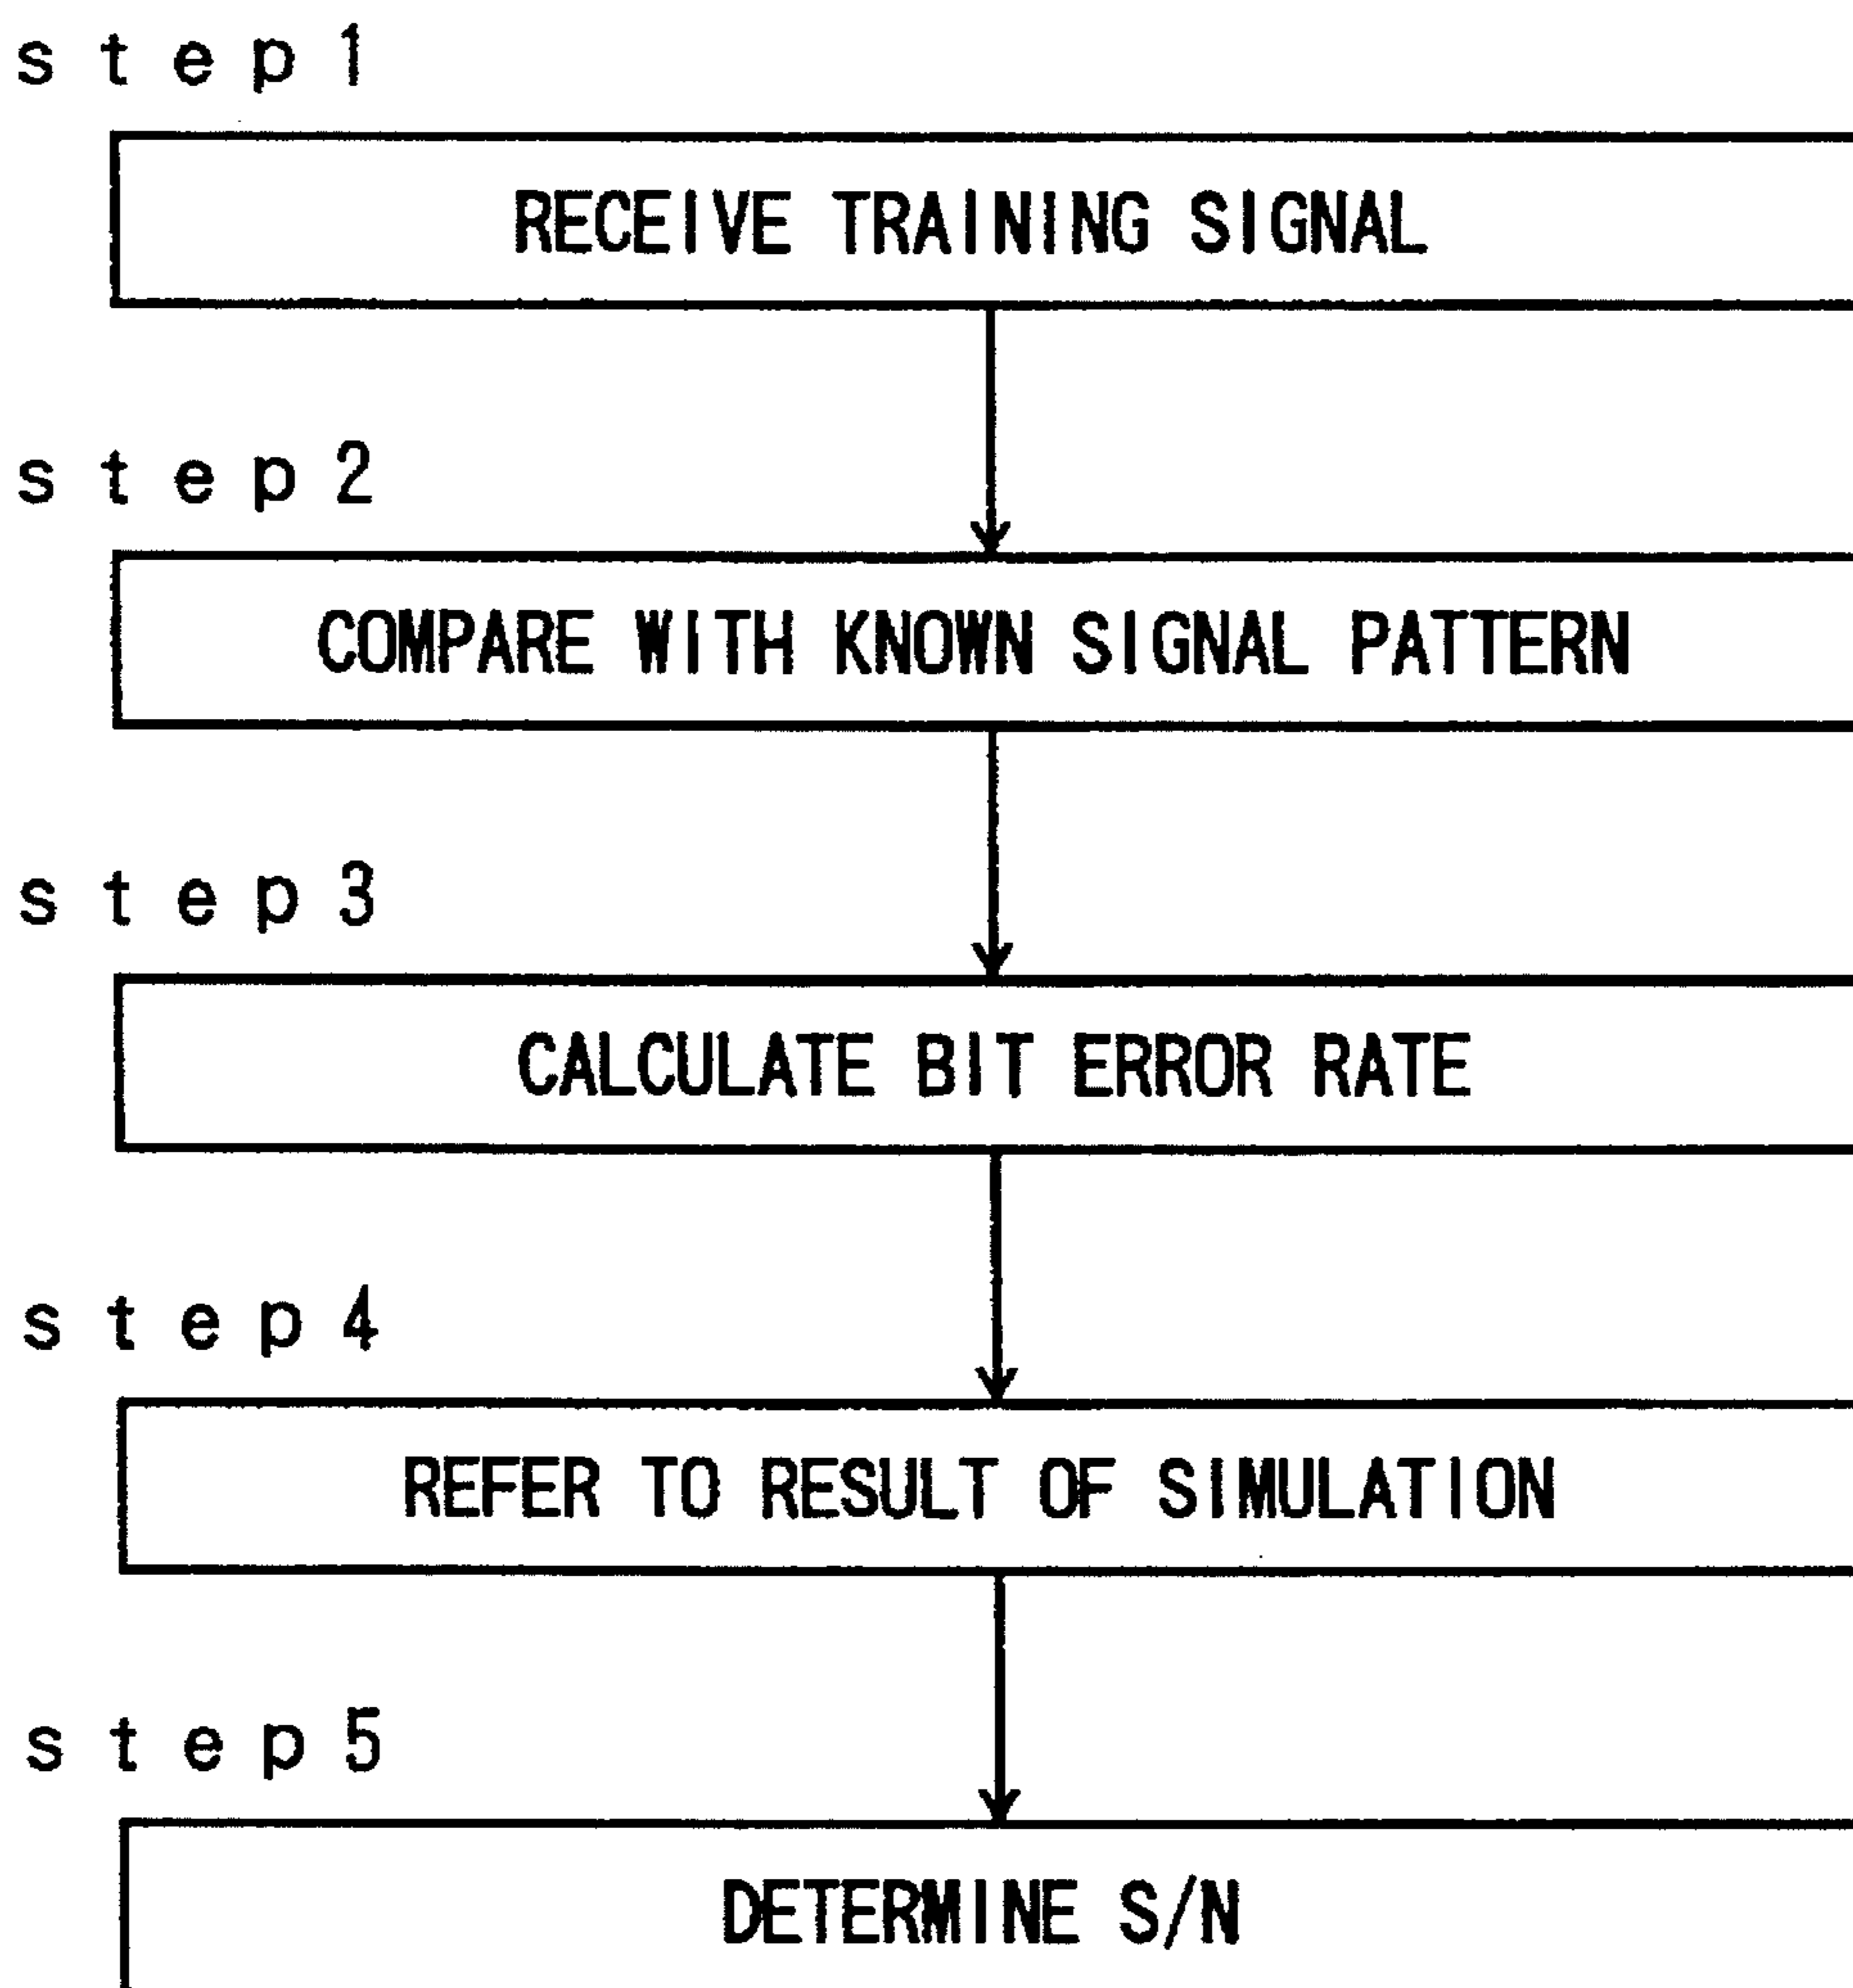 step1
RECEIVE TRAINING SIGNAL
step2
COMPARE WITH KNOWN SIGNAL PATTERN
step3
CALCULATE BIT ERROR RATE
step4
REFER TO RESULT OF SIMULATION
step5
DETERMINE S/N